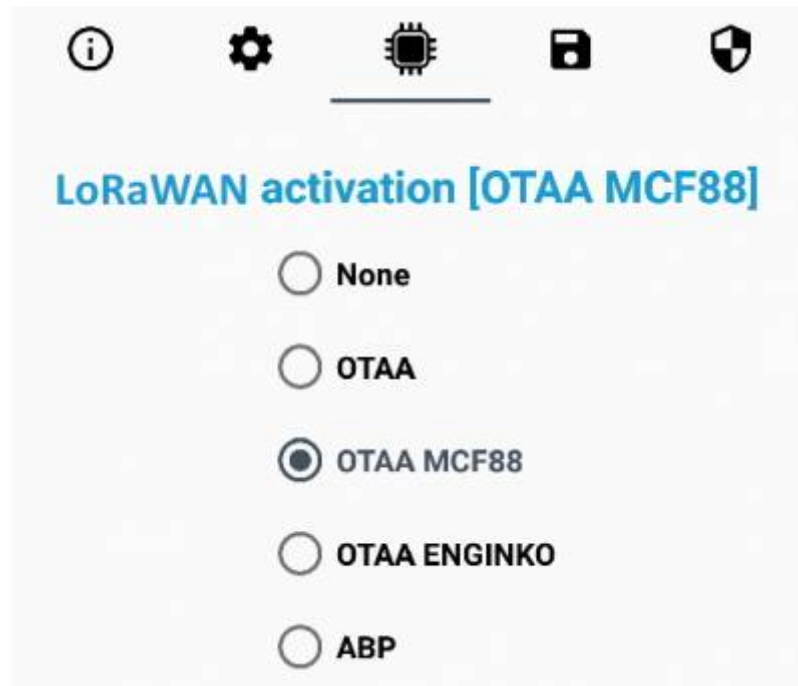 LoRaWAN activation [OTAA MCF88]
None
OTAA
OTAA MCF88
OTAA ENGINKO
ABP